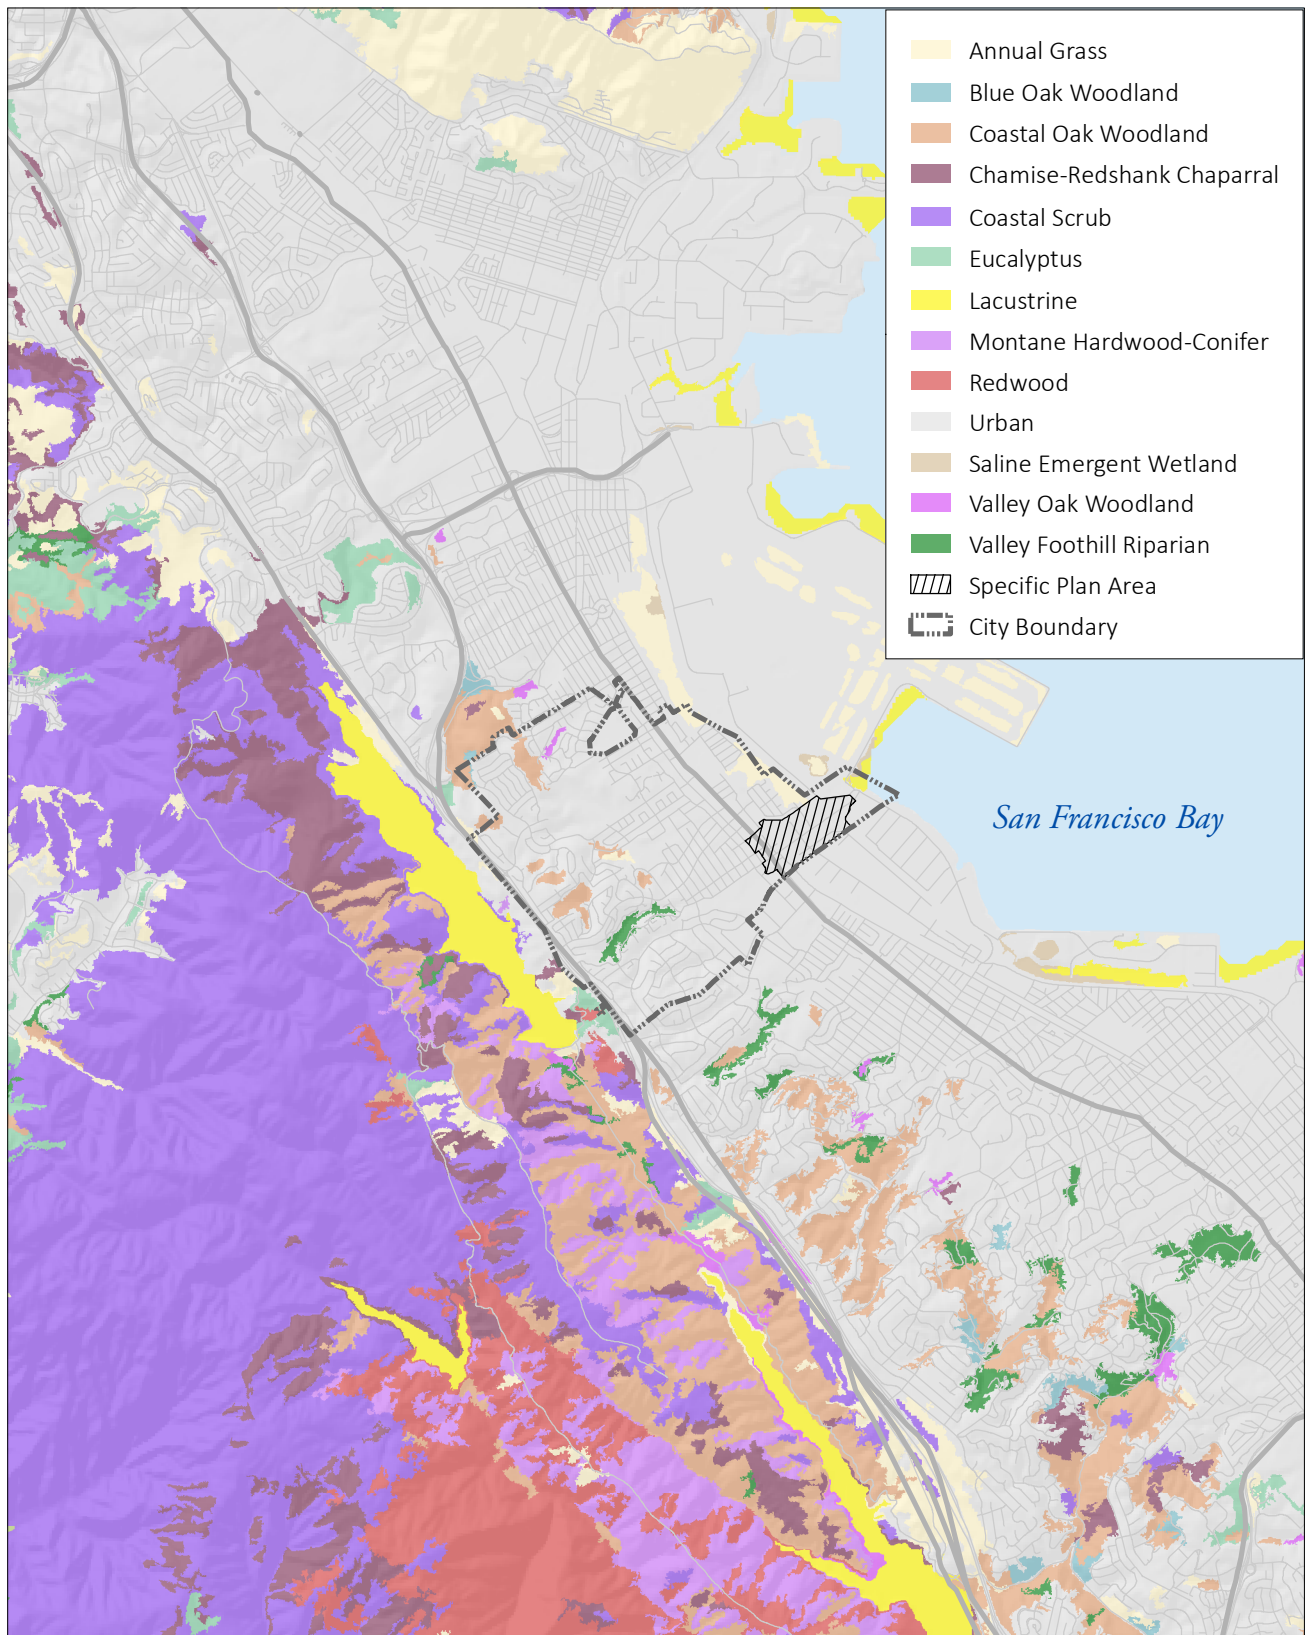 Annual Grass
Blue Oak Woodland
Coastal Oak Woodland
Chamise-Redshank Chaparral
Coastal Scrub
Eucalyptus
Lacustrine
Montane Hardwood-Conifer
Redwood
Urban
Saline Emergent Wetland
Valley Oak Woodland
Valley Foothill Riparian
Specific Plan Area
City Boundary
San Francisco Bay